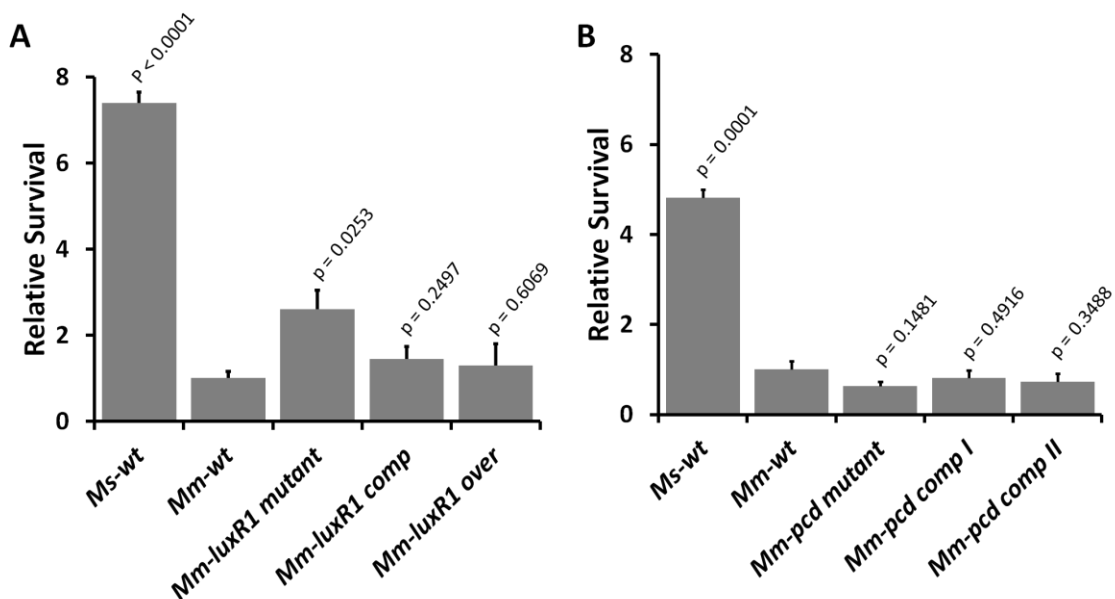 A
Relative Survival
8
6
4
2
0
P < 0.0001
p = 0.0253
p = 0.2497
p = 0.6069
Ms-wt
Mm-wt
Mm-luxR1 mutant
Mm-luxR1 comp
Mm-luxR1 over
B
Relative Survival
8
6
4
2
0
p = 0.0001
p = 0.1481
p = 0.4916
p = 0.3488
Ms-wt
Mm-wt
Mm-pcd mutant
Mm-pcd comp I
Mm-pcd comp II